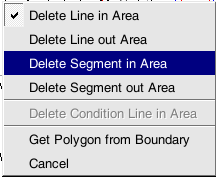 Delete Line in Area
Delete Line out Area
Delete Segment in Area
Delete Segment out Area
Delete Condition Line in Area
Get Polygon from Boundary
Cancel